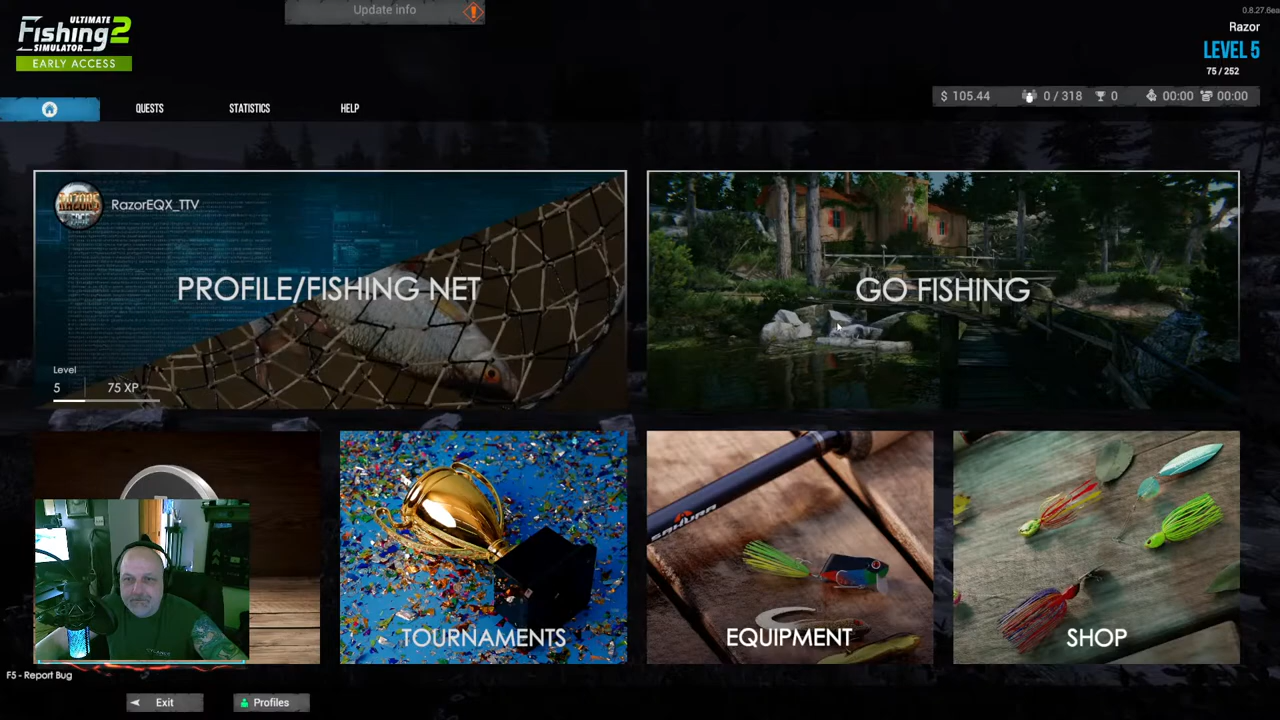 Update info
0.8.27.6ea
ULTIMATE
Fishing 2
SIMULATOR
EARLY ACCESS
Razor
LEVEL 5
75 / 252
QUESTS
STATISTICS
HELP
$ 105.44
0 / 318
0
00:00
00:00
RazorEQX_TTV
PROFILE/FISHING NET
Level
5
75 XP
GO FISHING
SAKURA
TOURNAMENTS
EQUIPMENT
SHOP
F5 - Report Bug
Exit
Profiles